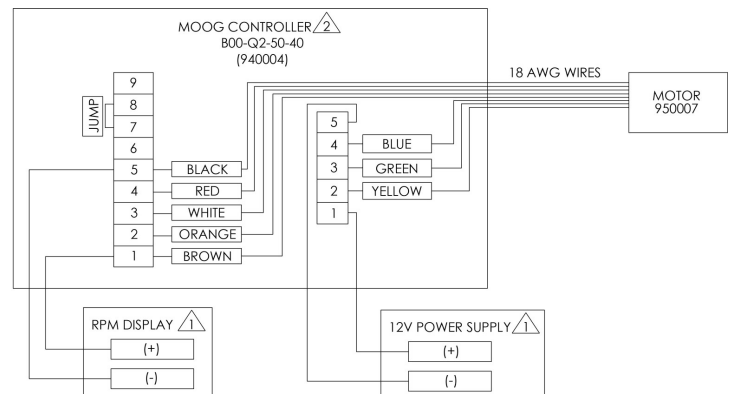 MOOG CONTROLLER 2
B00-Q2-50-40
(940004)
18 AWG WIRES
MOTOR
950007
JUMP
9
8
7
6
5 BLACK
4 RED
3 WHITE
2 ORANGE
1 BROWN
5
4 BLUE
3 GREEN
2 YELLOW
1
RPM DISPLAY 1
(+)
(-)
12V POWER SUPPLY 1
(+)
(-)